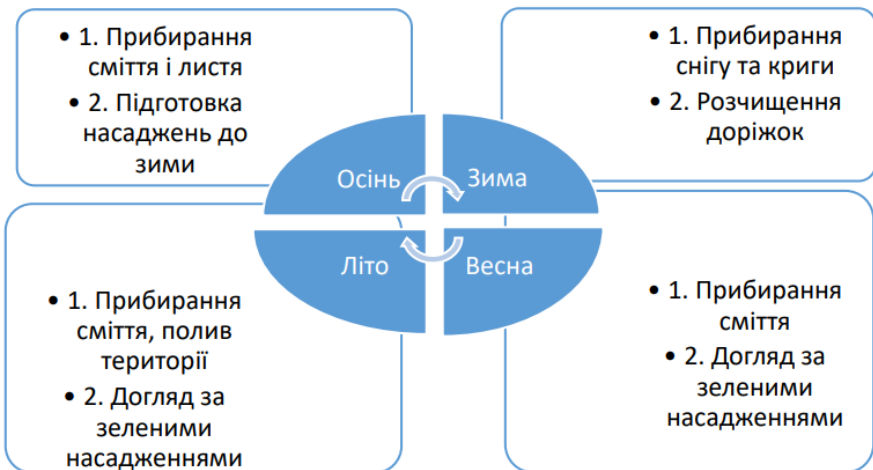 • 1. Прибирання
сміття і листя
• 2. Підготовка
насаджень до
зими
• 1. Прибирання
снігу та криги
• 2. Розчищення
доріжок
Осінь
Зима
Літо
Весна
• 1. Прибирання
сміття, полив
території
• 2. Догляд за
зеленими
насадженнями
• 1. Прибирання
сміття
• 2. Догляд за
зеленими
насадженнями